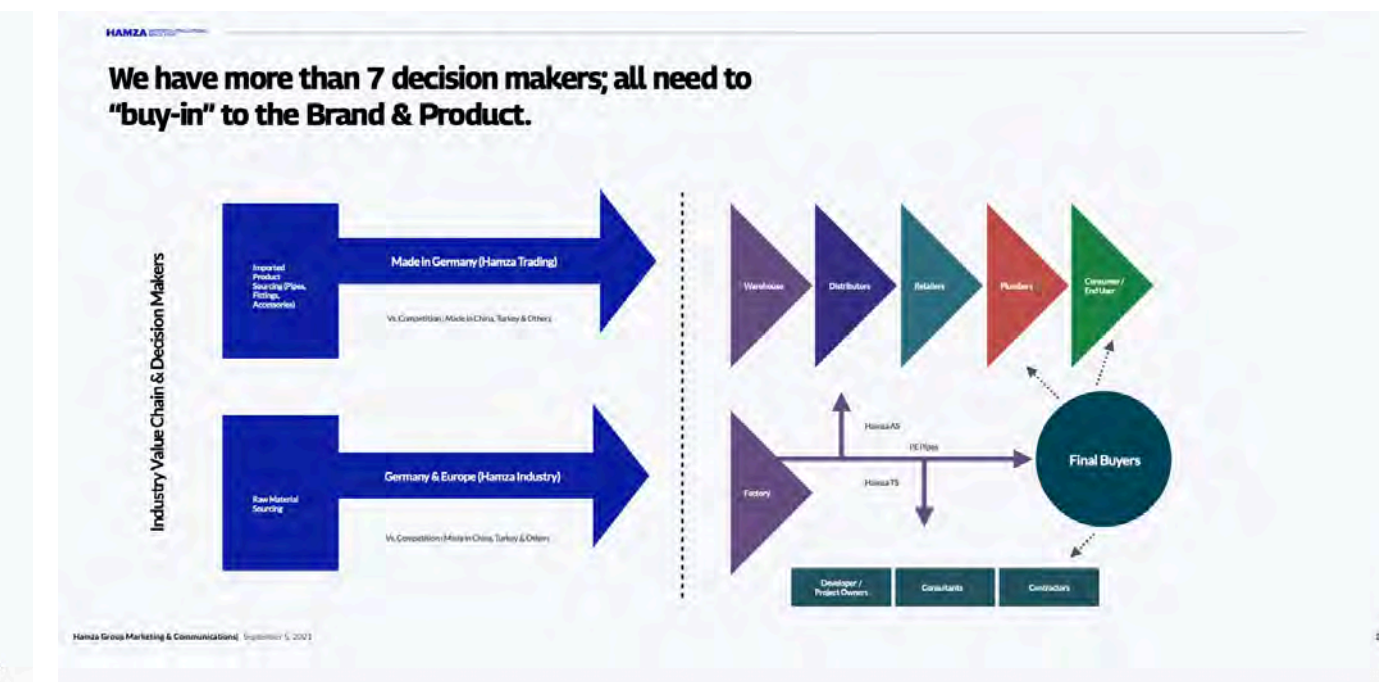 HAMZA
We have more than 7 decision makers; all need to
"buy-in" to the Brand & Product.
Industry Value Chain & Decision Makers
Imported
Product
Sourcing (Pipes,
Fittings,
Accessories)
Made in Germany (Hamza Trading)
Vs. Competition : Made in China, Turkey & Others
Warehouse
Distributors
Retailers
Plumbers
Consumer /
End User
Raw Material
Sourcing
Germany & Europe (Hamza Industry)
Vs. Competition : Made in China, Turkey & Others
Factory
Hamza AS
PE Pipes
Hamza TS
Final Buyers
Developer /
Project Owners
Consultants
Contractors
Hamza Group Marketing & Communications| September 5, 2021